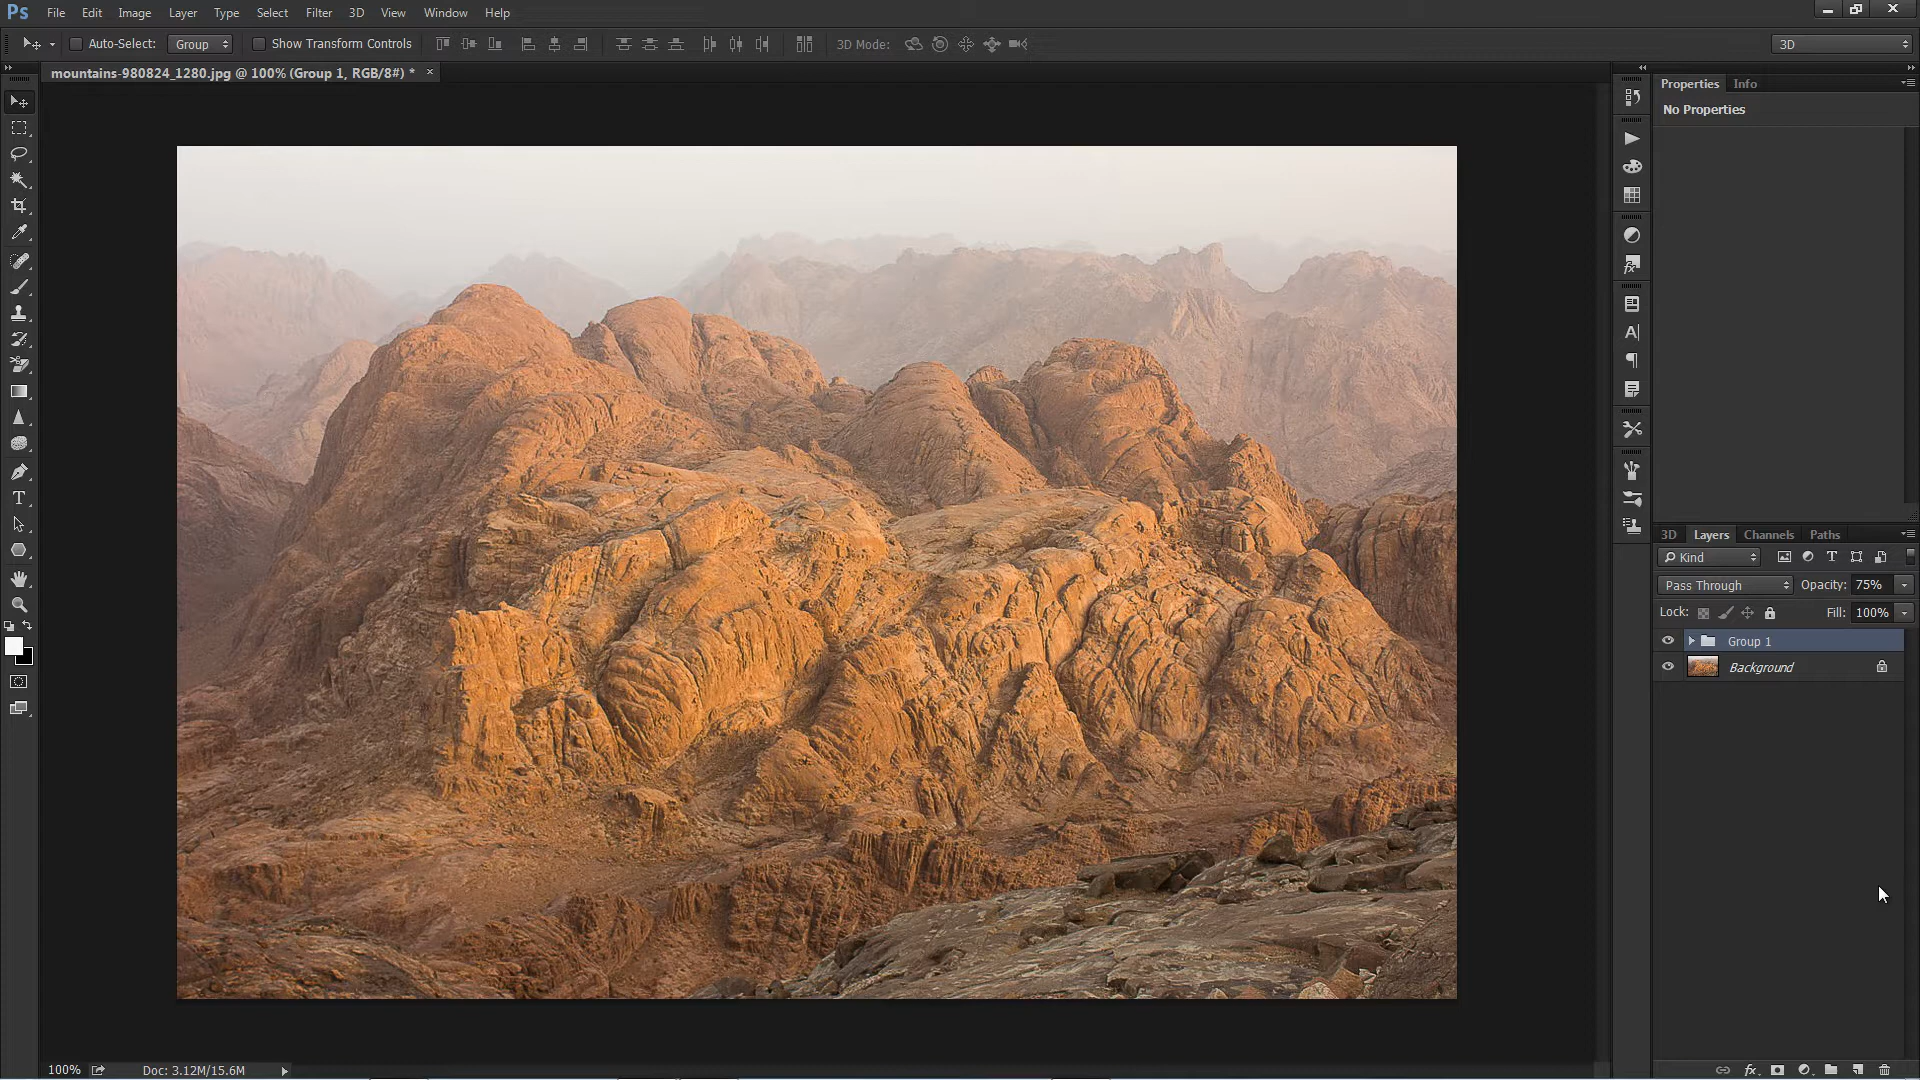 Ps File Edit Image Layer Type Select Filter 3D View Window Help
Auto-Select: Group Show Transform Controls 3D Mode: 3D
mountains-980824_1280.jpg @ 100% (Group 1, RGB/8#) * ×
Properties Info
No Properties
3D Layers Channels Paths
Kind
Pass Through Opacity: 75%
Lock: Fill: 100%
Group 1
Background
100% Doc: 3.12M/15.6M